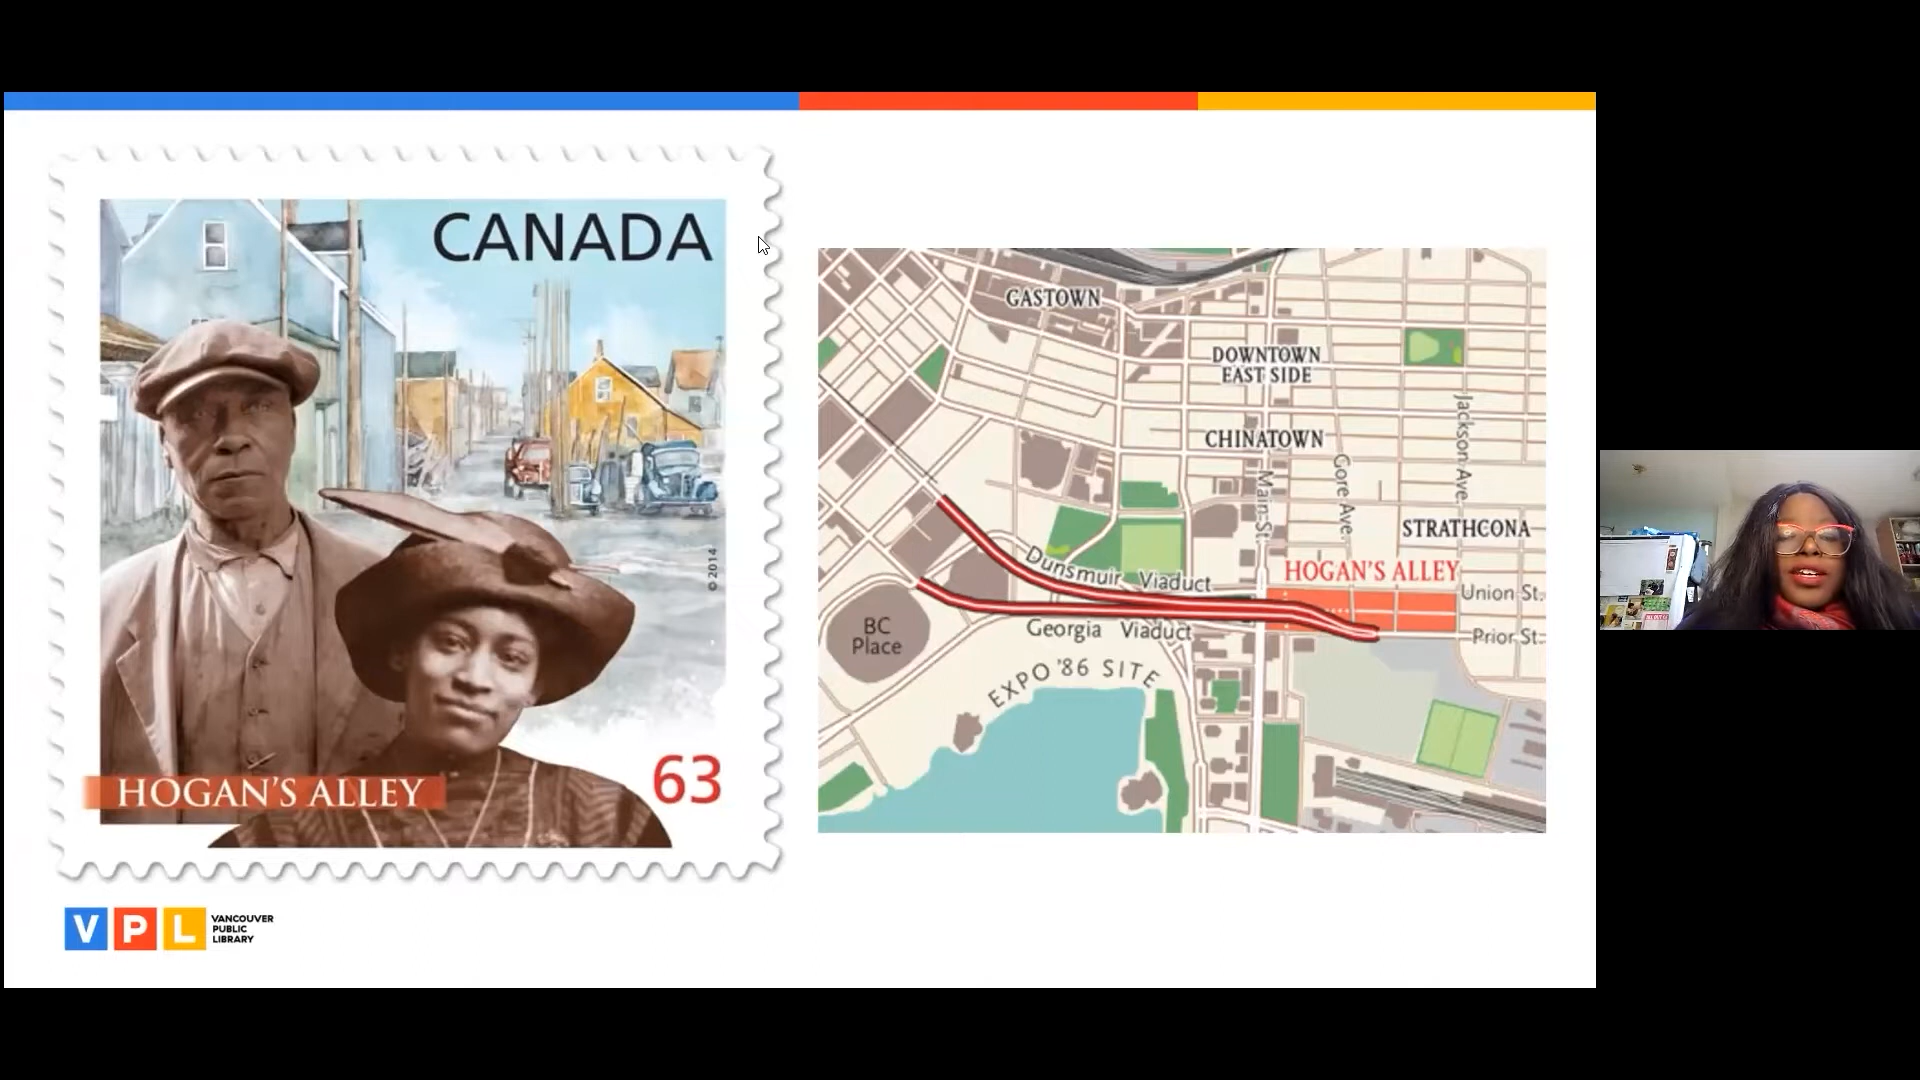 CANADA
© 2014
63
HOGAN'S ALLEY
GASTOWN
DOWNTOWN
EAST SIDE
CHINATOWN
Jackson Ave.
Gore Ave.
Main St.
STRATHCONA
HOGAN'S ALLEY
Dunsmuir Viaduct
Union St.
Georgia Viaduct
Prior St.
BC
Place
EXPO '86 SITE
VPL
VANCOUVER
PUBLIC
LIBRARY